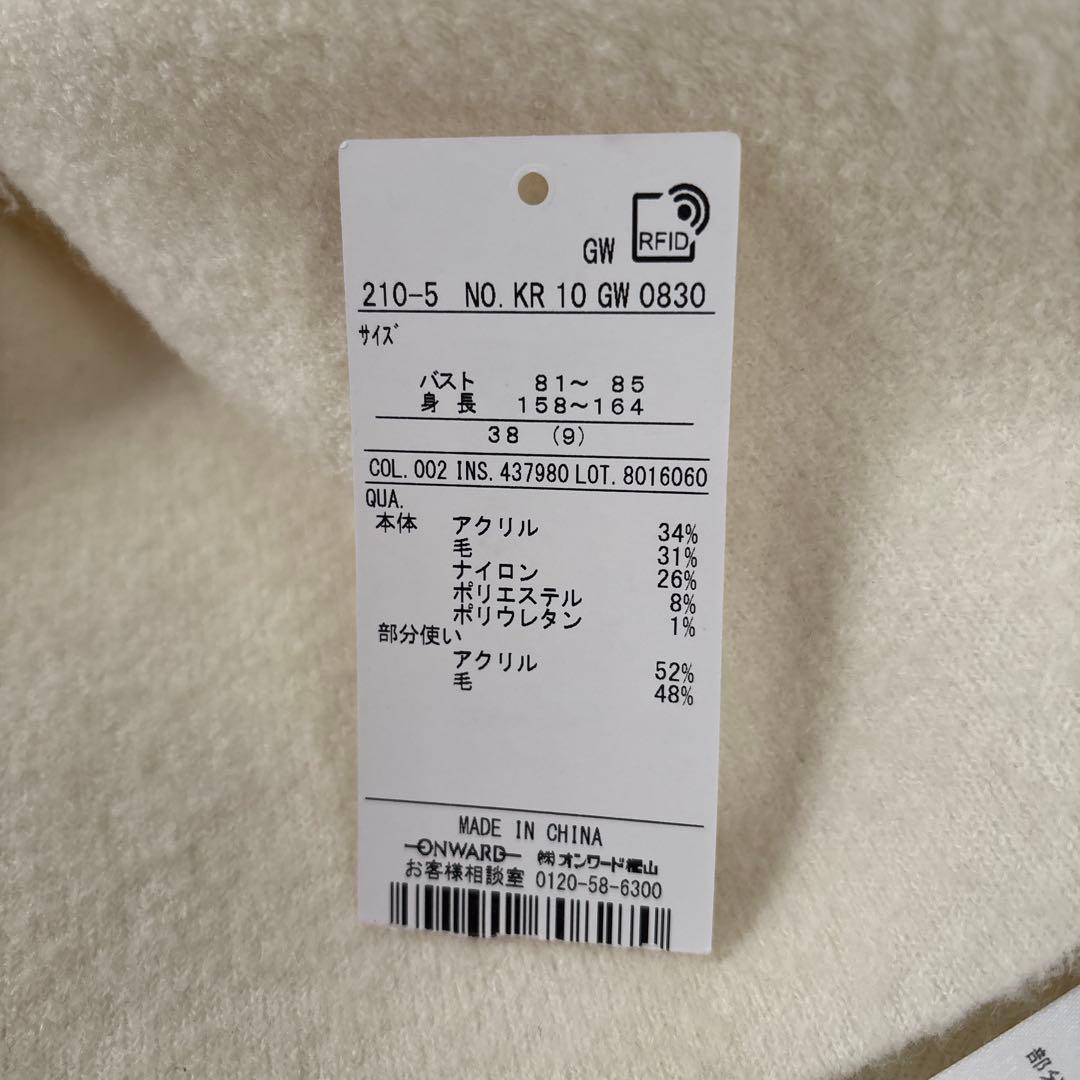 RFID
GW
210-5 NO. KR 10 GW 0830
サイズ
バスト 81～ 85
身 長 158～164
38 (9)
COL. 002 INS. 437980 LOT. 8016060
QUA.
本体 アクリル 34%
毛 31%
ナイロン 26%
ポリエステル 8%
ポリウレタン 1%
部分使い
アクリル 52%
毛 48%
MADE IN CHINA
ONWARD ㈱オンワード樫山
お客様相談室 0120-58-6300
部分